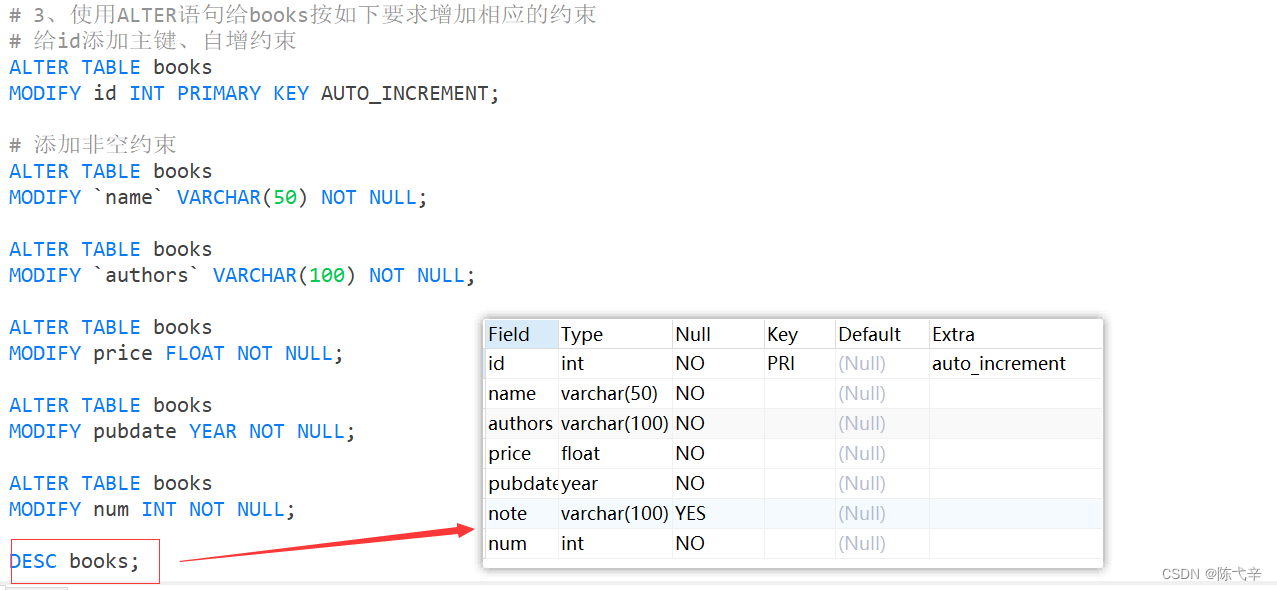 # 3、使用ALTER语句给books按如下要求增加相应的约束
# 给id添加主键、自增约束
ALTER TABLE books
MODIFY id INT PRIMARY KEY AUTO_INCREMENT;
# 添加非空约束
ALTER TABLE books
MODIFY `name` VARCHAR(50) NOT NULL;
ALTER TABLE books
MODIFY `authors` VARCHAR(100) NOT NULL;
ALTER TABLE books
MODIFY price FLOAT NOT NULL;
ALTER TABLE books
MODIFY pubdate YEAR NOT NULL;
ALTER TABLE books
MODIFY num INT NOT NULL;
DESC books;
Field Type Null Key Default Extra
id int NO PRI (Null) auto_increment
name varchar(50) NO (Null)
authors varchar(100) NO (Null)
price float NO (Null)
pubdate year NO (Null)
note varchar(100) YES (Null)
num int NO (Null)
CSDN @陈弋辛